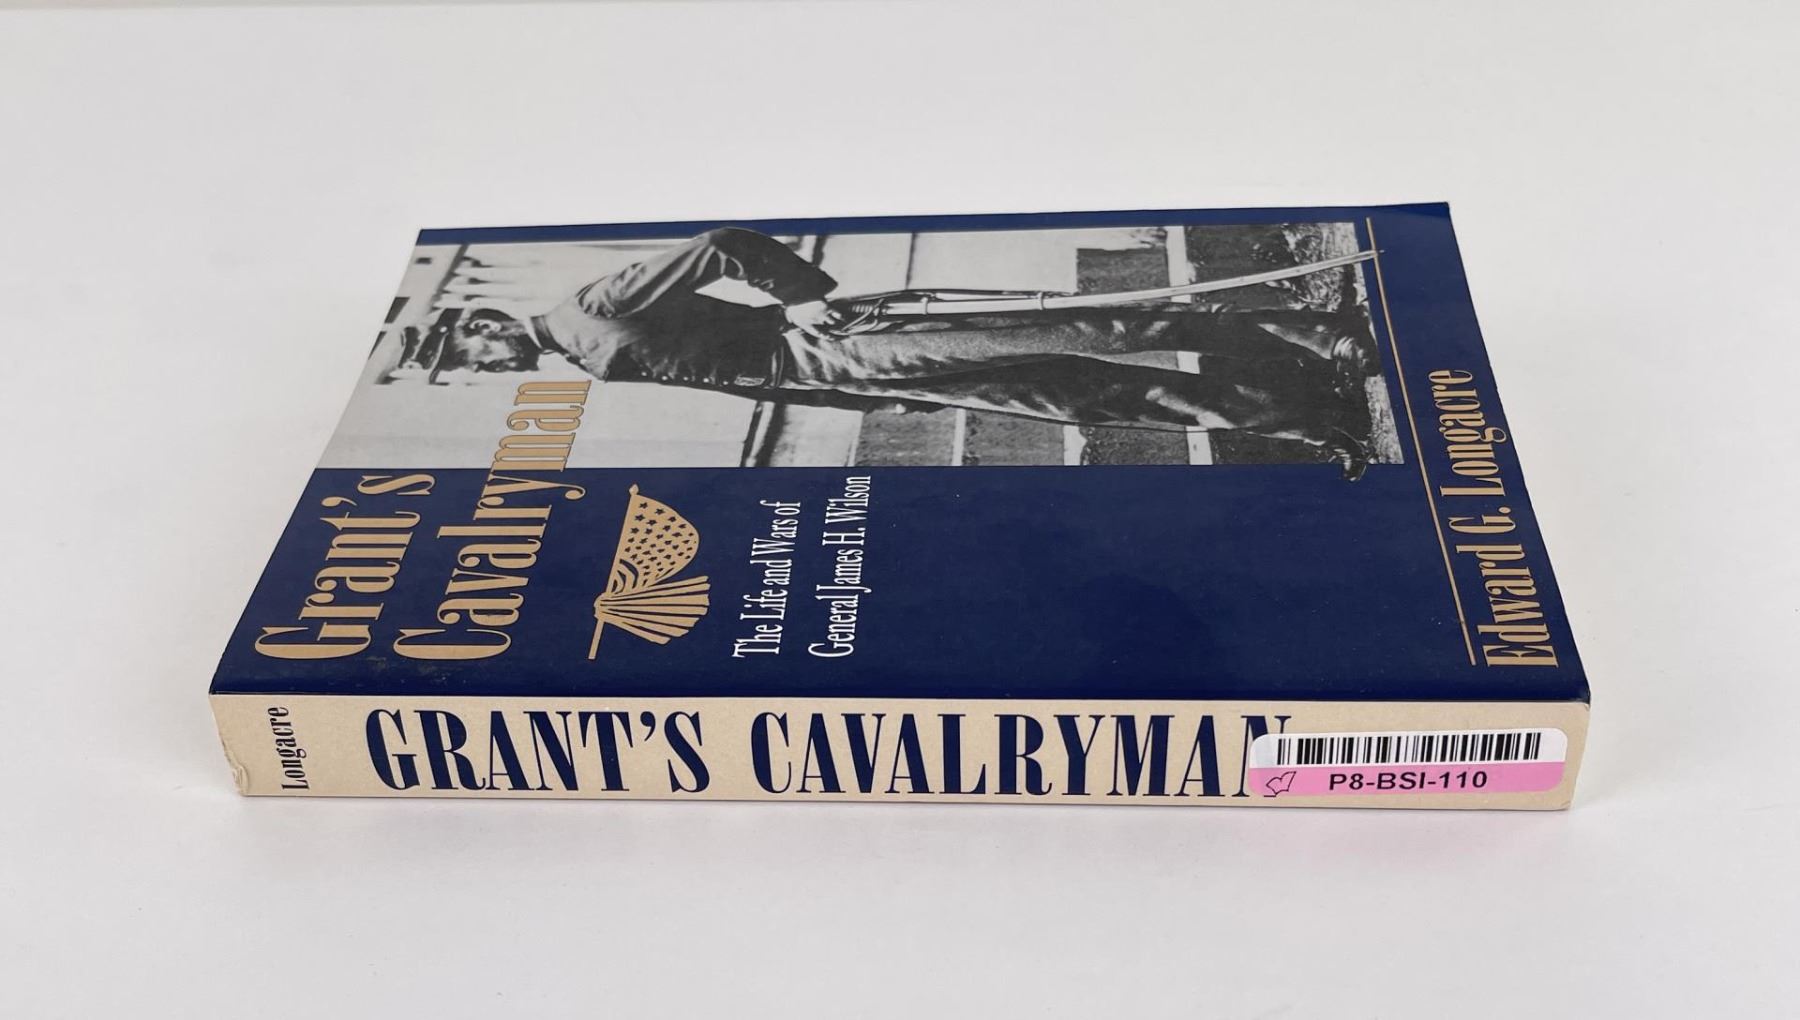 Grant's
Cavalryman
The Life and Wars of
General James H. Wilson
Edward G. Longacre
Longacre
GRANT'S CAVALRYMAN
P8-BSI-110